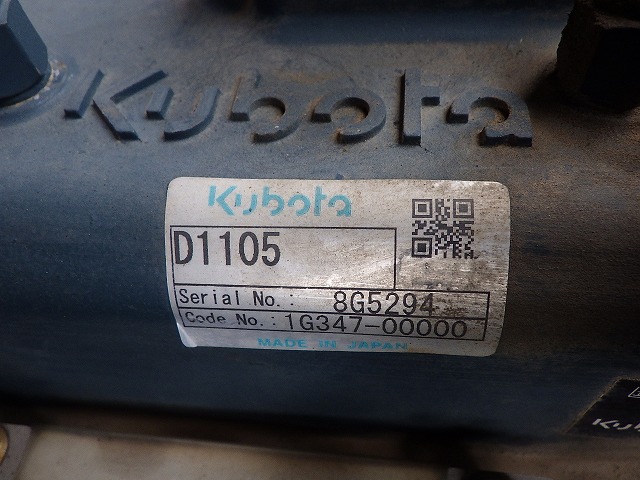 Kubota
Kubota
D1105
Serial No.: 8G5294
Code No.: 1G347-00000
MADE IN JAPAN